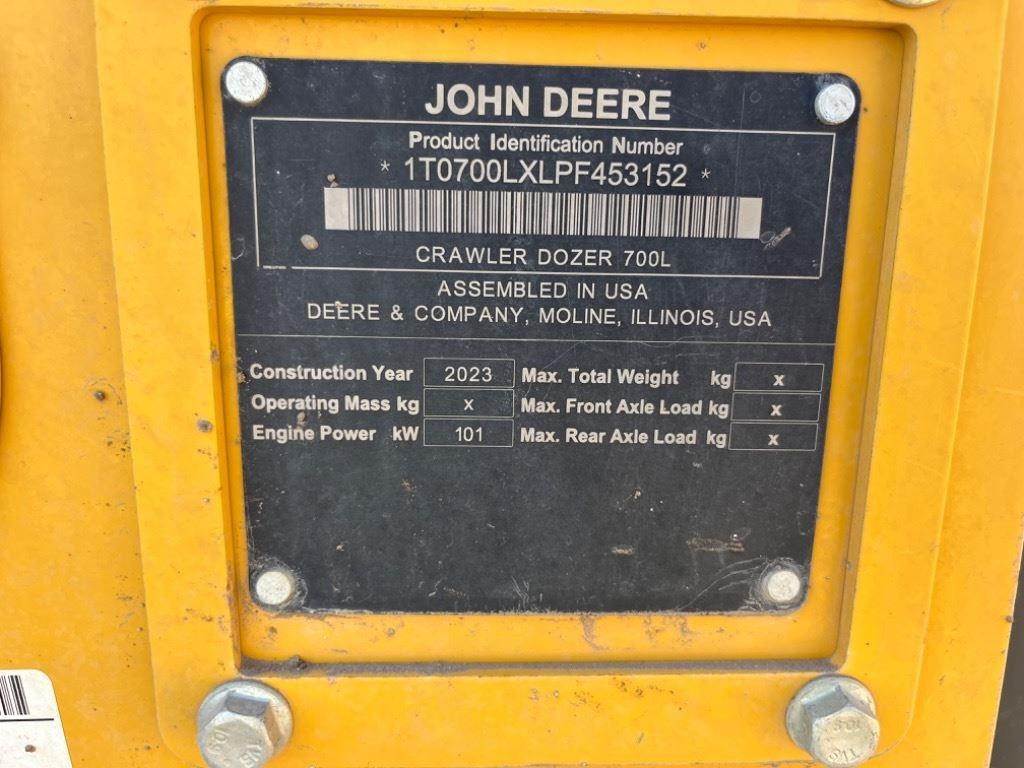 JOHN DEERE
Product Identification Number
* 1T0700LXLPF453152 *
CRAWLER DOZER 700L
ASSEMBLED IN USA
DEERE & COMPANY, MOLINE, ILLINOIS, USA
Construction Year 2023 Max. Total Weight kg x
Operating Mass kg x Max. Front Axle Load kg x
Engine Power kW 101 Max. Rear Axle Load kg x